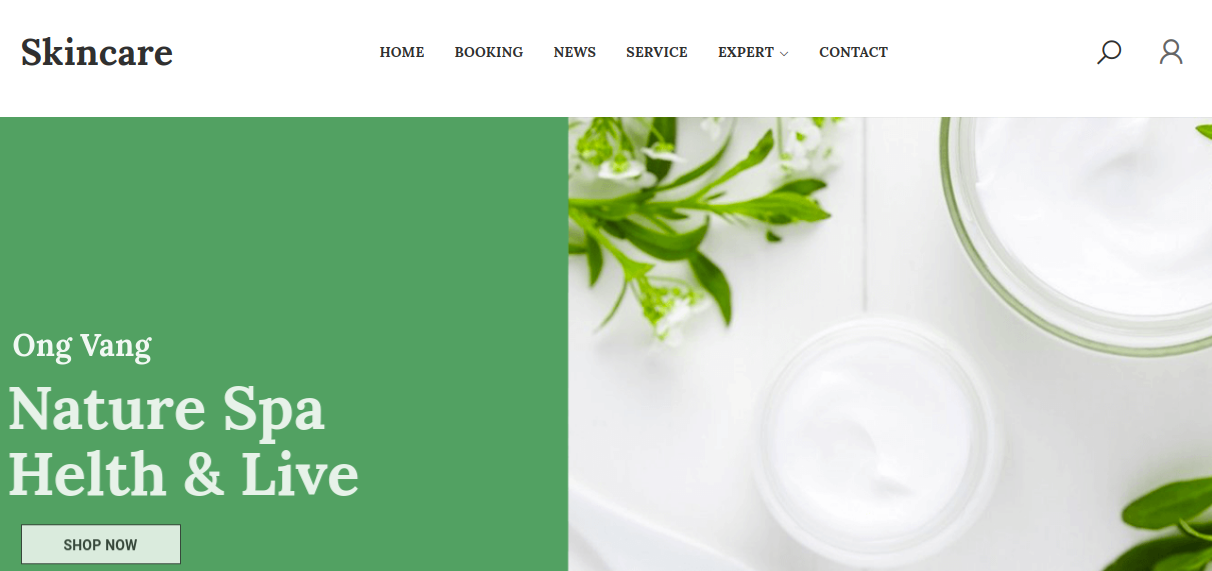 Skincare
HOME BOOKING NEWS SERVICE EXPERT CONTACT
Ong Vang
Nature Spa
Helth & Live
SHOP NOW